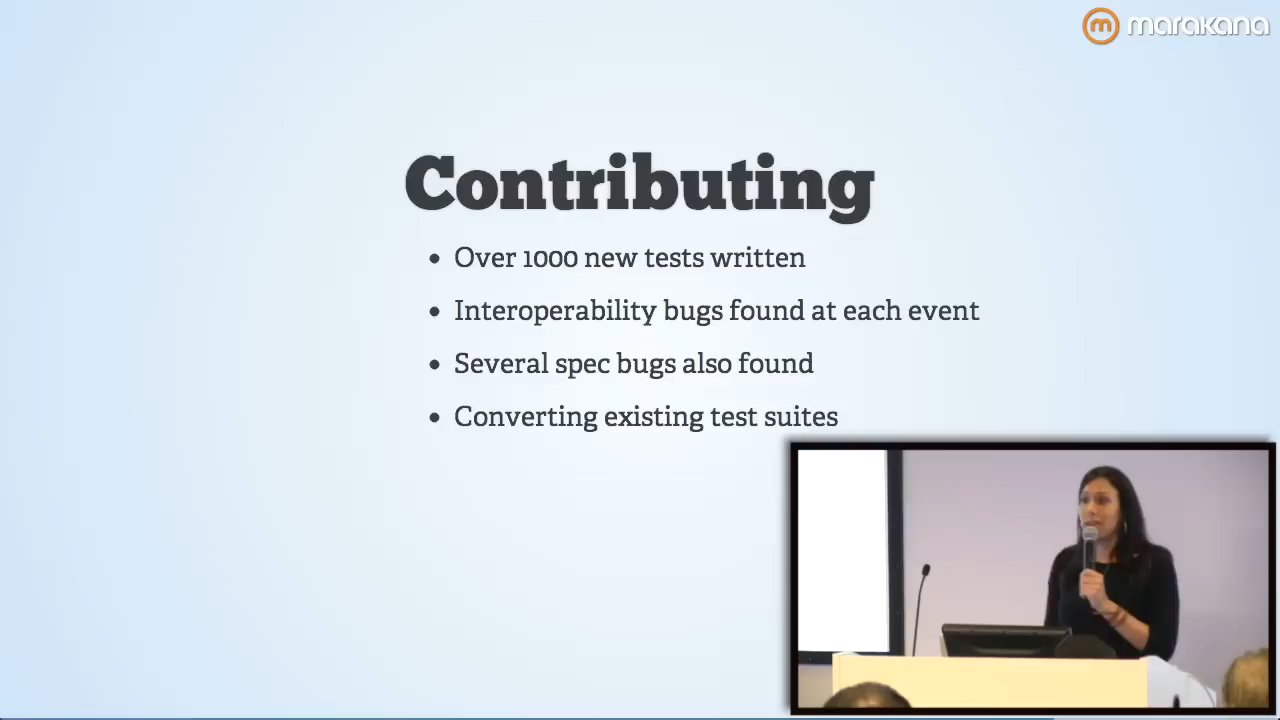 marakana
Contributing
Over 1000 new tests written
Interoperability bugs found at each event
Several spec bugs also found
Converting existing test suites